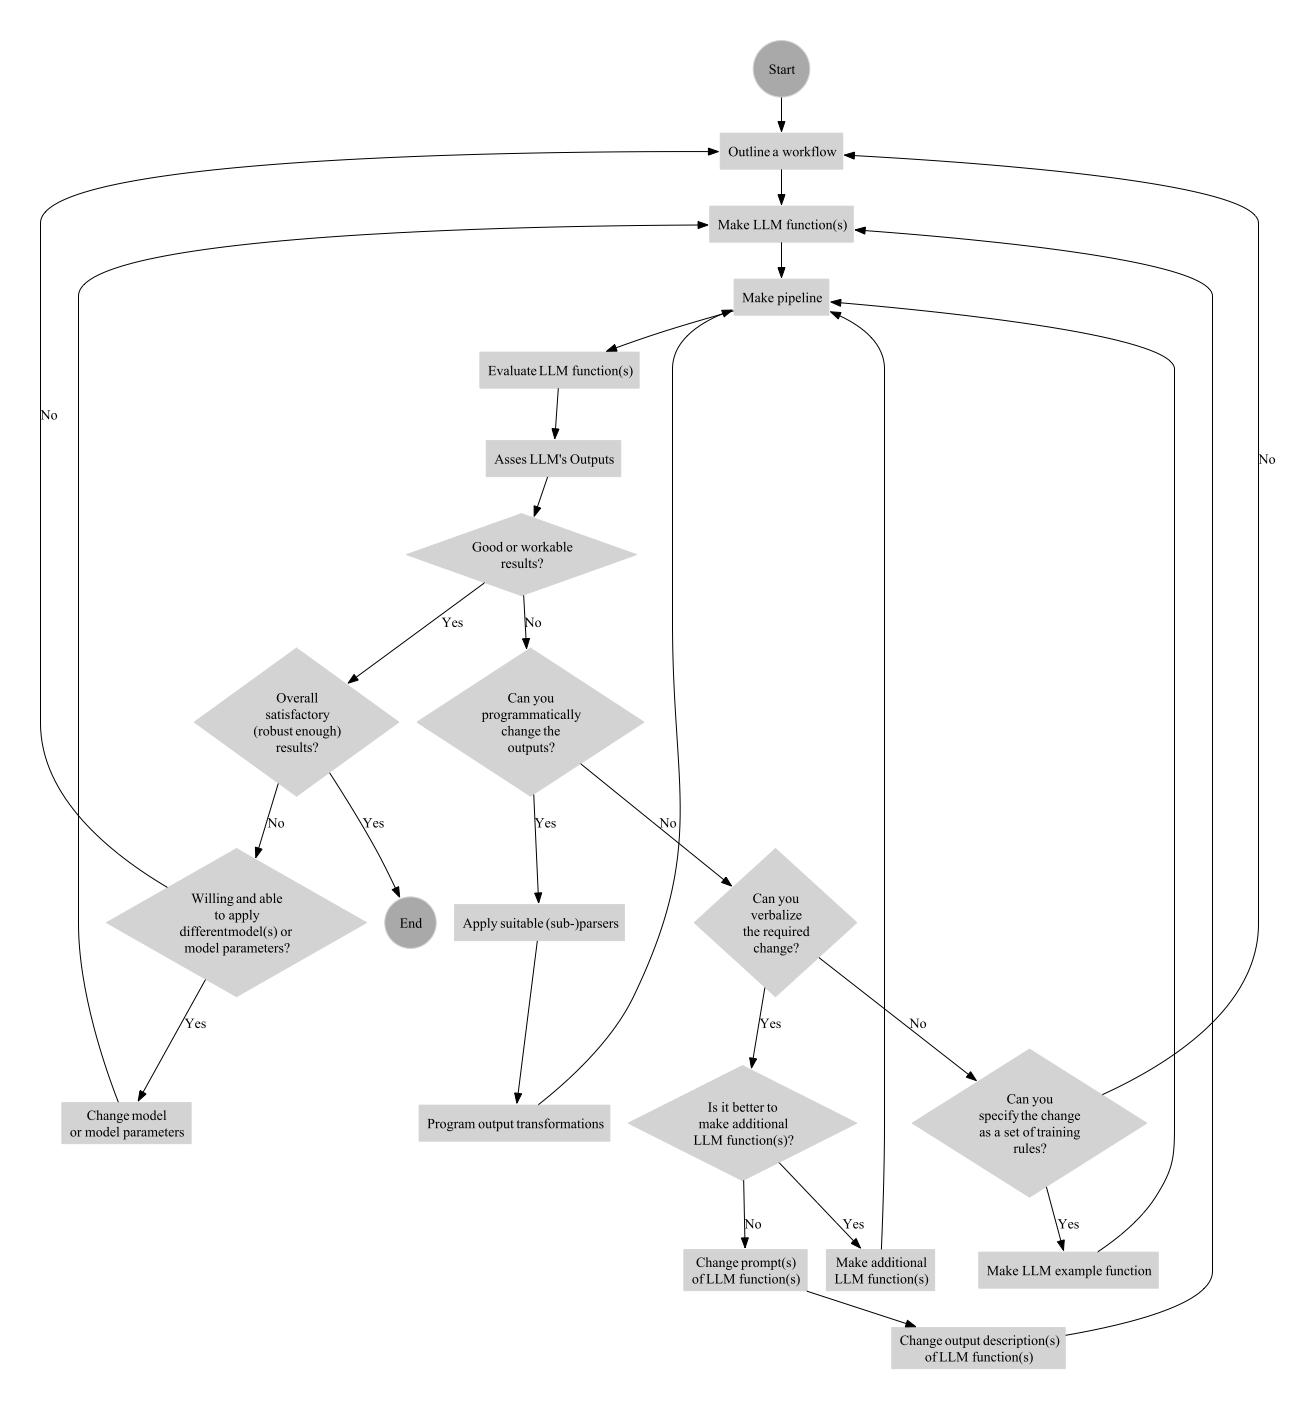 Start
Outline a workflow
Make LLM function(s)
Make pipeline
Evaluate LLM function(s)
No
Asses LLM's Outputs
No
Good or workable
results?
Yes
No
Overall
satisfactory
(robust enough)
results?
Can you
programmatically
change the
outputs?
No
Yes
Yes
No
Willing and able
to apply
differentmodel(s) or
model parameters?
End
Apply suitable (sub-)parsers
Can you
verbalize
the required
change?
Yes
Yes
No
Change model
or model parameters
Program output transformations
Is it better to
make additional
LLM function(s)?
Can you
specify the change
as a set of training
rules?
No
Yes
Yes
Change prompt(s)
of LLM function(s)
Make additional
LLM function(s)
Make LLM example function
Change output description(s)
of LLM function(s)